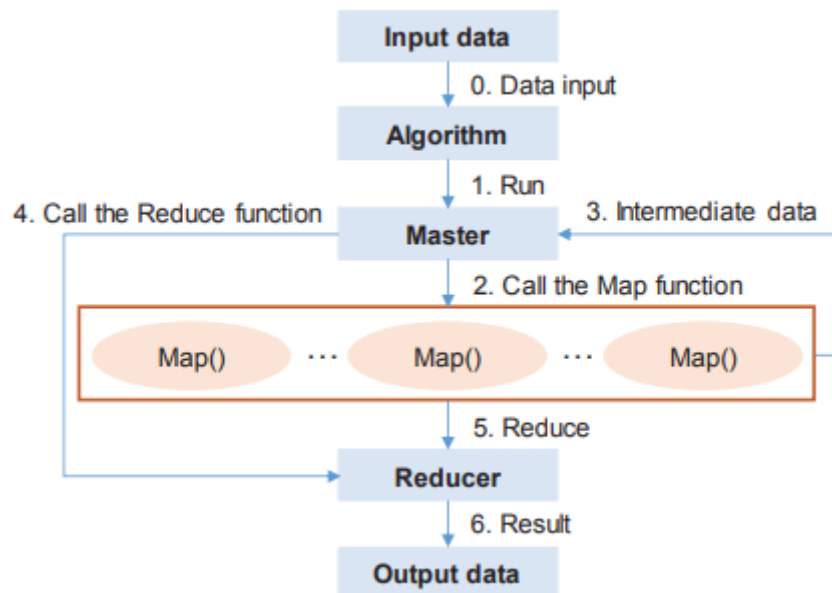 Input data
0. Data input
Algorithm
1. Run
4. Call the Reduce function
Master
3. Intermediate data
2. Call the Map function
Map() ... Map() ... Map()
5. Reduce
Reducer
6. Result
Output data